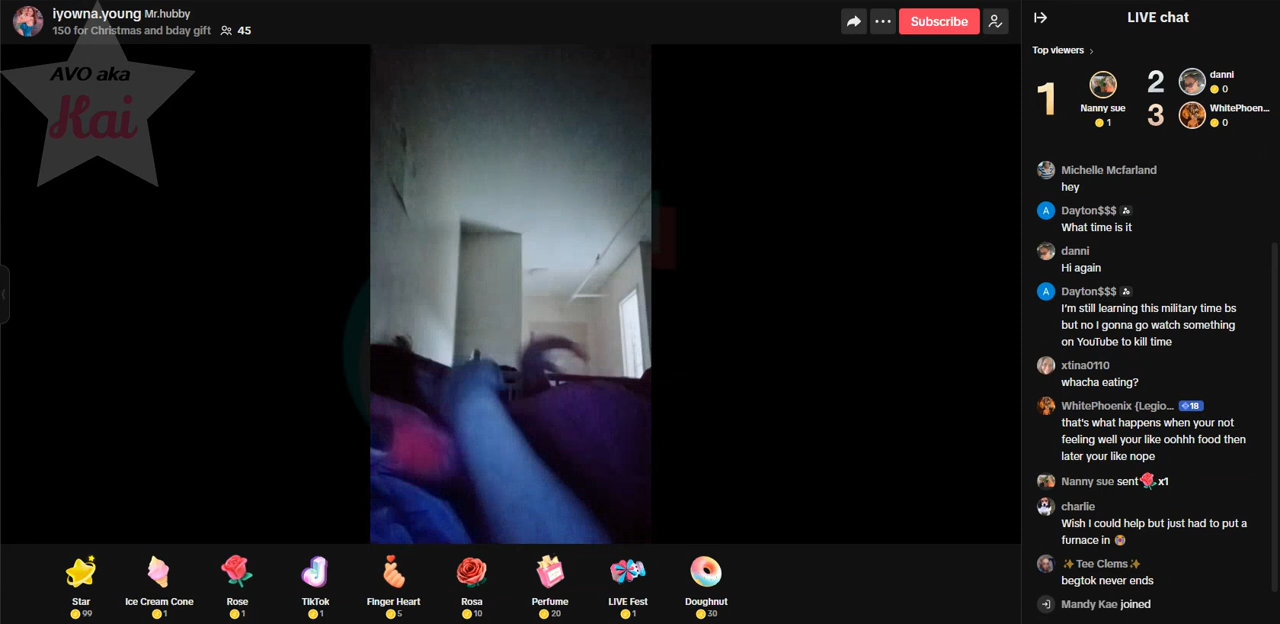 iyowna.young Mr.hubby
150 for Christmas and bday gift 45
Subscribe
AVO aka
Kai
LIVE chat
Top viewers
1
Nanny sue
1
2
danni
0
3
WhitePhoen...
0
Michelle Mcfarland
hey
A
Dayton$$$
What time is it
danni
Hi again
A
Dayton$$$
I'm still learning this military time bs
but no I gonna go watch something
on YouTube to kill time
xtina0110
whacha eating?
WhitePhoenix {Legio... 18
that's what happens when your not
feeling well your like oohhh food then
later your like nope
Nanny sue sent x1
charlie
Wish I could help but just had to put a
furnace in
Tee Clems
begtok never ends
Mandy Kae joined
Star
99
Ice Cream Cone
1
Rose
1
TikTok
1
Finger Heart
5
Rosa
10
Perfume
20
LIVE Fest
1
Doughnut
30